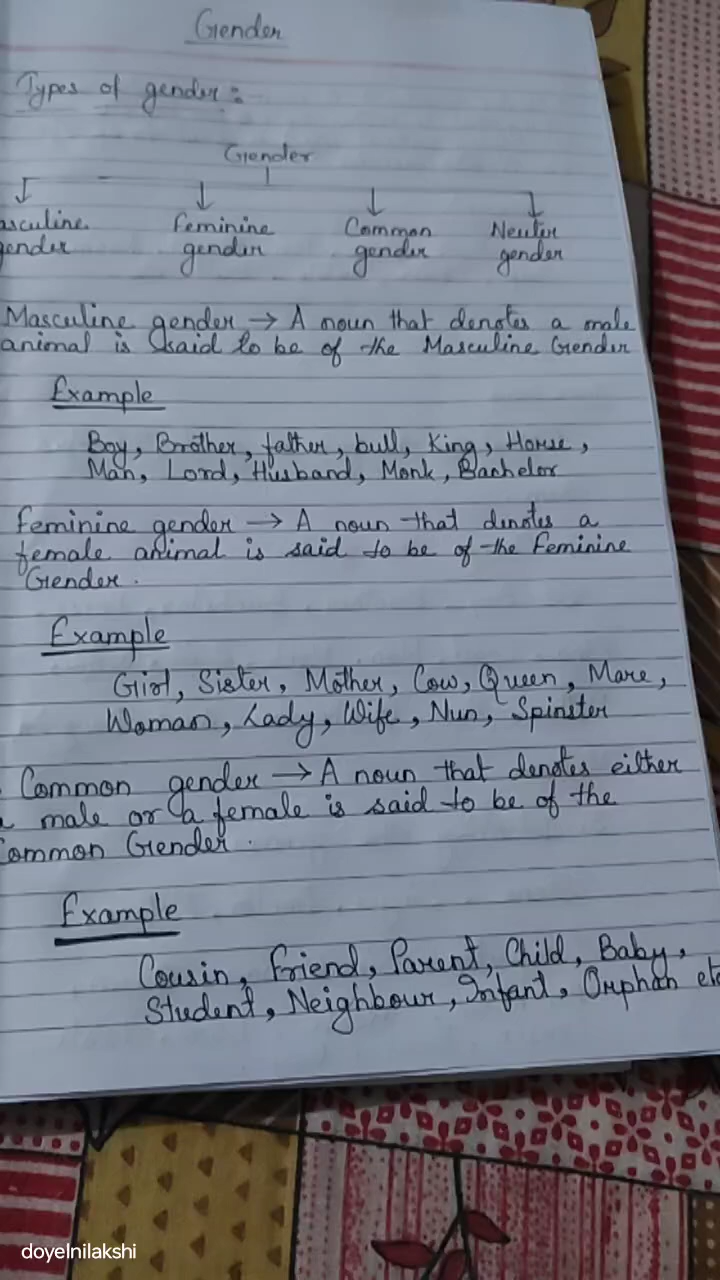 Gender
Types of gender:
Gender
asculine Feminine Common Neuter
gender gender gender gender
Masculine gender → A noun that denotes a male
animal is said to be of the Masculine Gender
Example
Boy, Brother, father, bull, King, Horse,
Man, Lord, Husband, Monk, Bachelor
Feminine gender → A noun that denotes a
female animal is said to be of the Feminine
Gender.
Example
Girl, Sister, Mother, Cow, Queen, Mare,
Woman, Lady, Wife, Nun, Spinster
Common gender → A noun that denotes either
a male or a female is said to be of the
Common Gender.
Example
Cousin, Friend, Parent, Child, Baby,
Student, Neighbour, Infant, Orphan etc
doyelnilakshi